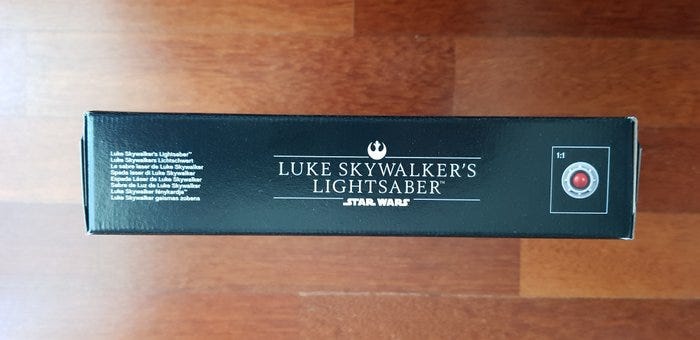 Luke Skywalker's Lightsaber™
Luke Skywalkers Lichtschwert
Le sabre laser de Luke Skywalker
Spada laser di Luke Skywalker
Espada Láser de Luke Skywalker
Sabre de Luz de Luke Skywalker
Luke Skywalker fénykardja™
Luke Skywalker gaismas zobens
LUKE SKYWALKER'S
LIGHTSABER™
STAR WARS
1:1